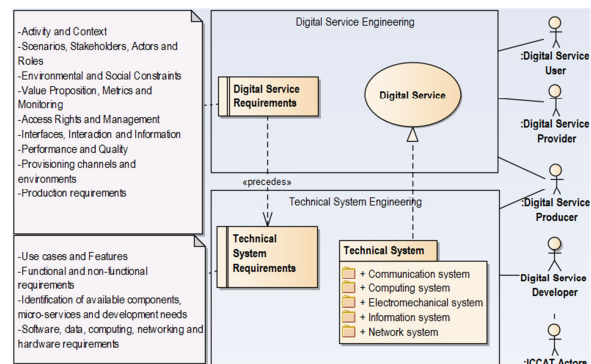 -Activity and Context
-Scenarios, Stakeholders, Actors and
Roles
-Environmental and Social Constraints
-Value Proposition, Metrics and
Monitoring
-Access Rights and Management
-Interfaces, Interaction and Information
-Performance and Quality
-Provisioning channels and
environments
-Production requirements
Digital Service Engineering
Digital Service
Requirements
Digital Service
:Digital Service
User
:Digital Service
Provider
:Digital Service
Producer
«precedes»
Technical System Engineering
-Use cases and Features
-Functional and non-functional
requirements
-Identification of available components,
micro-services and development needs
-Software, data, computing, networking and
hardware requirements
Technical
System
Requirements
Technical System
+ Communication system
+ Computing system
+ Electromechanical system
+ Information system
+ Network system
Digital Service
Developer
:ICCAT Actors